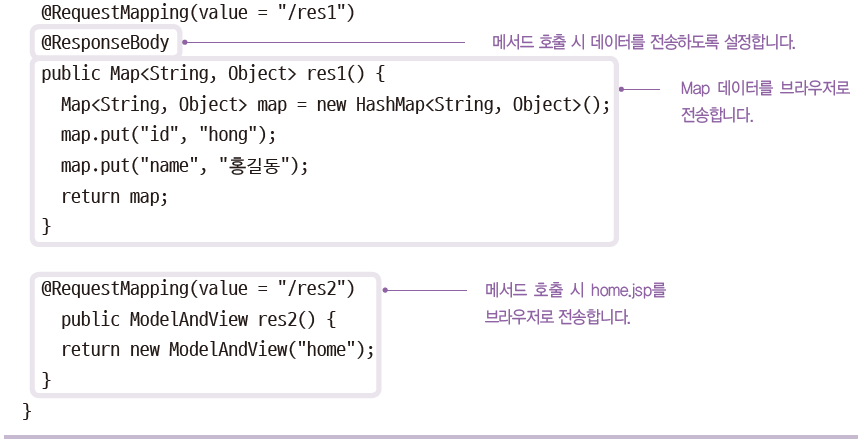 @RequestMapping(value = "/res1")
@ResponseBody
메서드 호출 시 데이터를 전송하도록 설정합니다.
public Map<String, Object> res1() {
Map<String, Object> map = new HashMap<String, Object>();
Map 데이터를 브라우저로
전송합니다.
map.put("id", "hong");
map.put("name", "홍길동");
return map;
}
@RequestMapping(value = "/res2")
메서드 호출 시 home.jsp를
브라우저로 전송합니다.
public ModelAndView res2() {
return new ModelAndView("home");
}
}